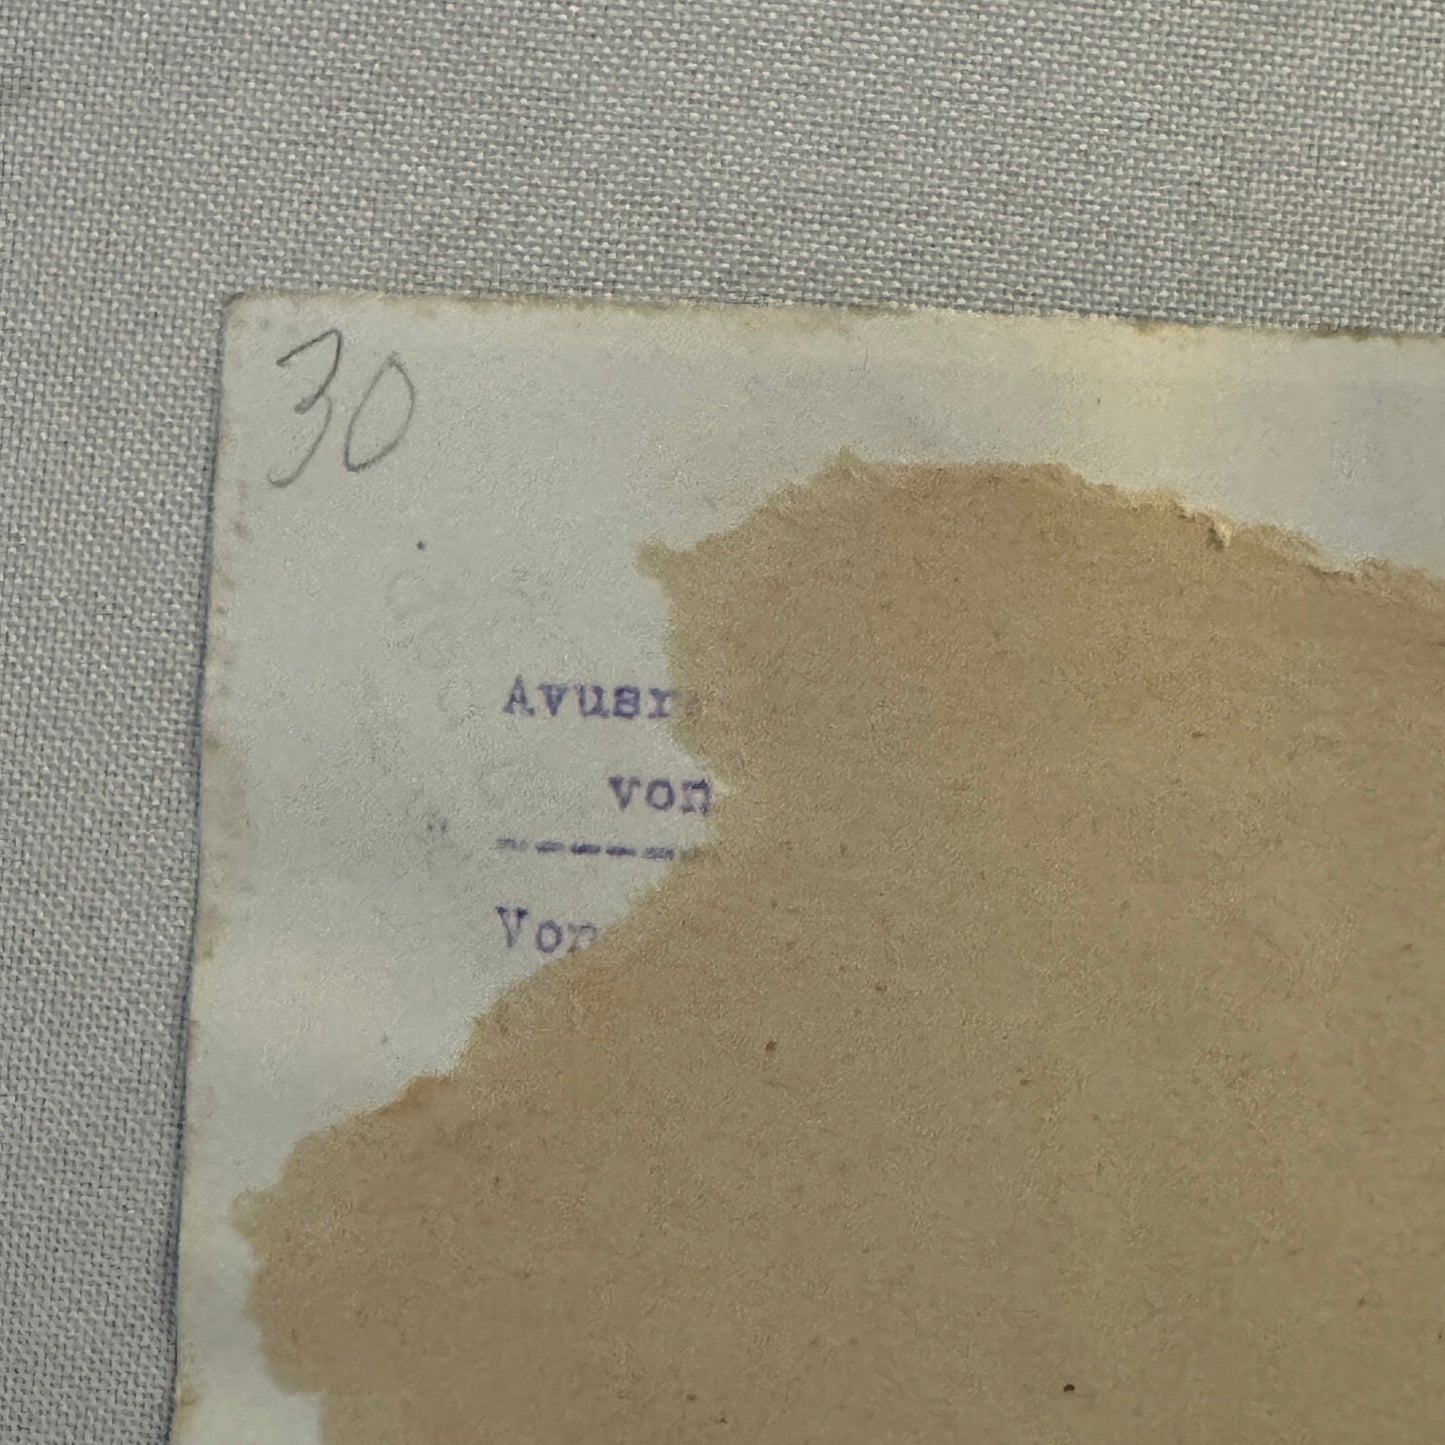 30
Avusr
von
------
Von